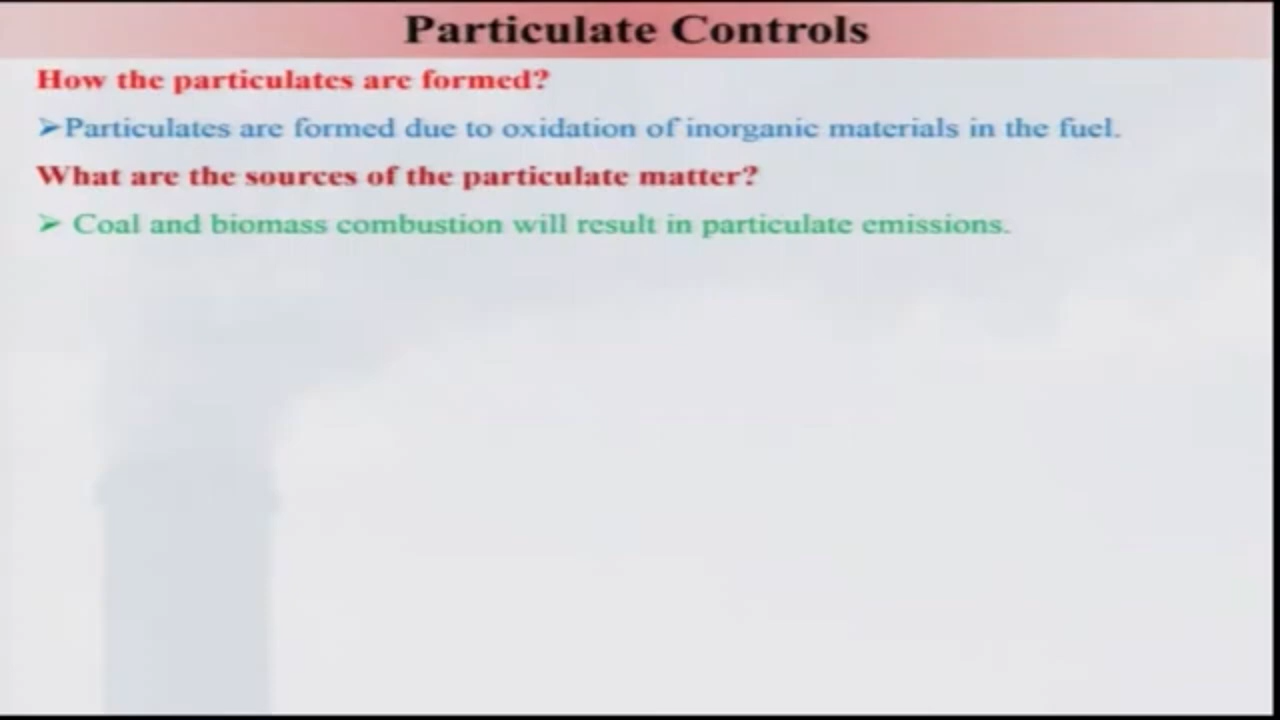 Particulate Controls
How the particulates are formed?
➢Particulates are formed due to oxidation of inorganic materials in the fuel.
What are the sources of the particulate matter?
➢ Coal and biomass combustion will result in particulate emissions.